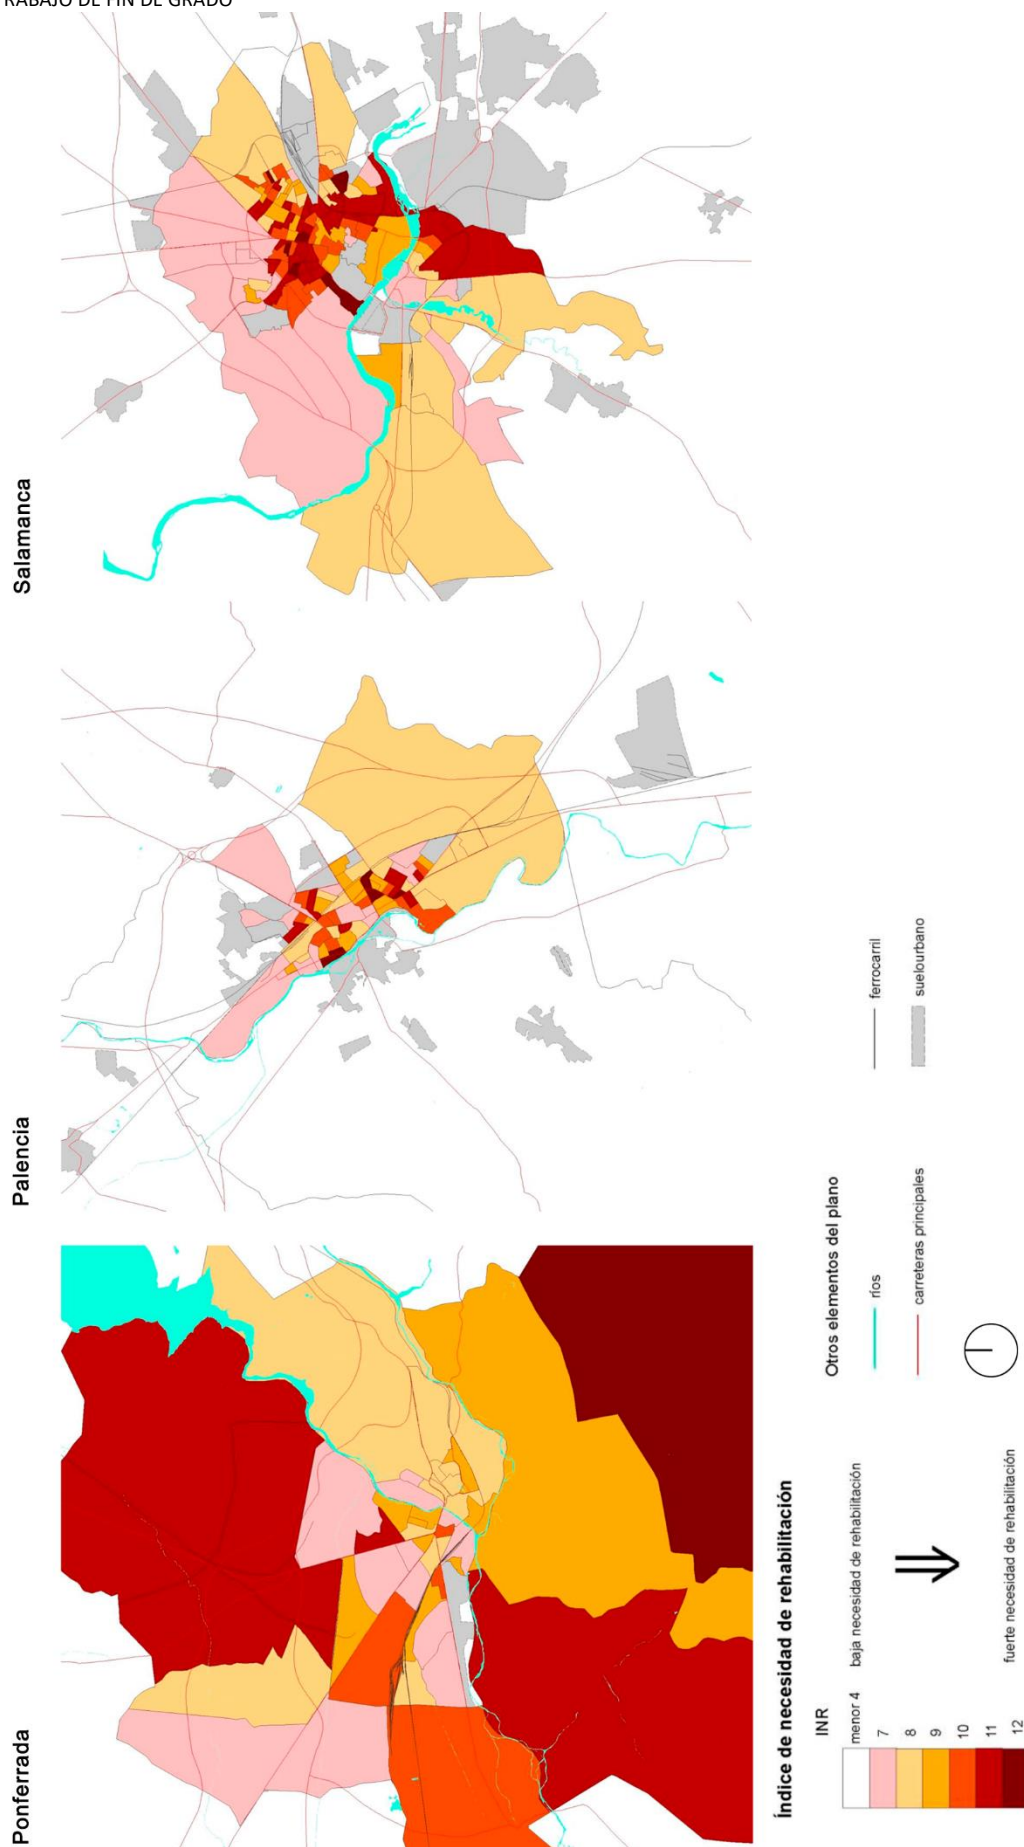 TRABAJO DE FIN DE GRADO
Salamanca
Palencia
Ponferrada
Índice de necesidad de rehabilitación
INR
menor 4
7
8
9
10
11
12
baja necesidad de rehabilitación
fuerte necesidad de rehabilitación
Otros elementos del plano
ríos
carreteras principales
ferrocarril
suelourbano